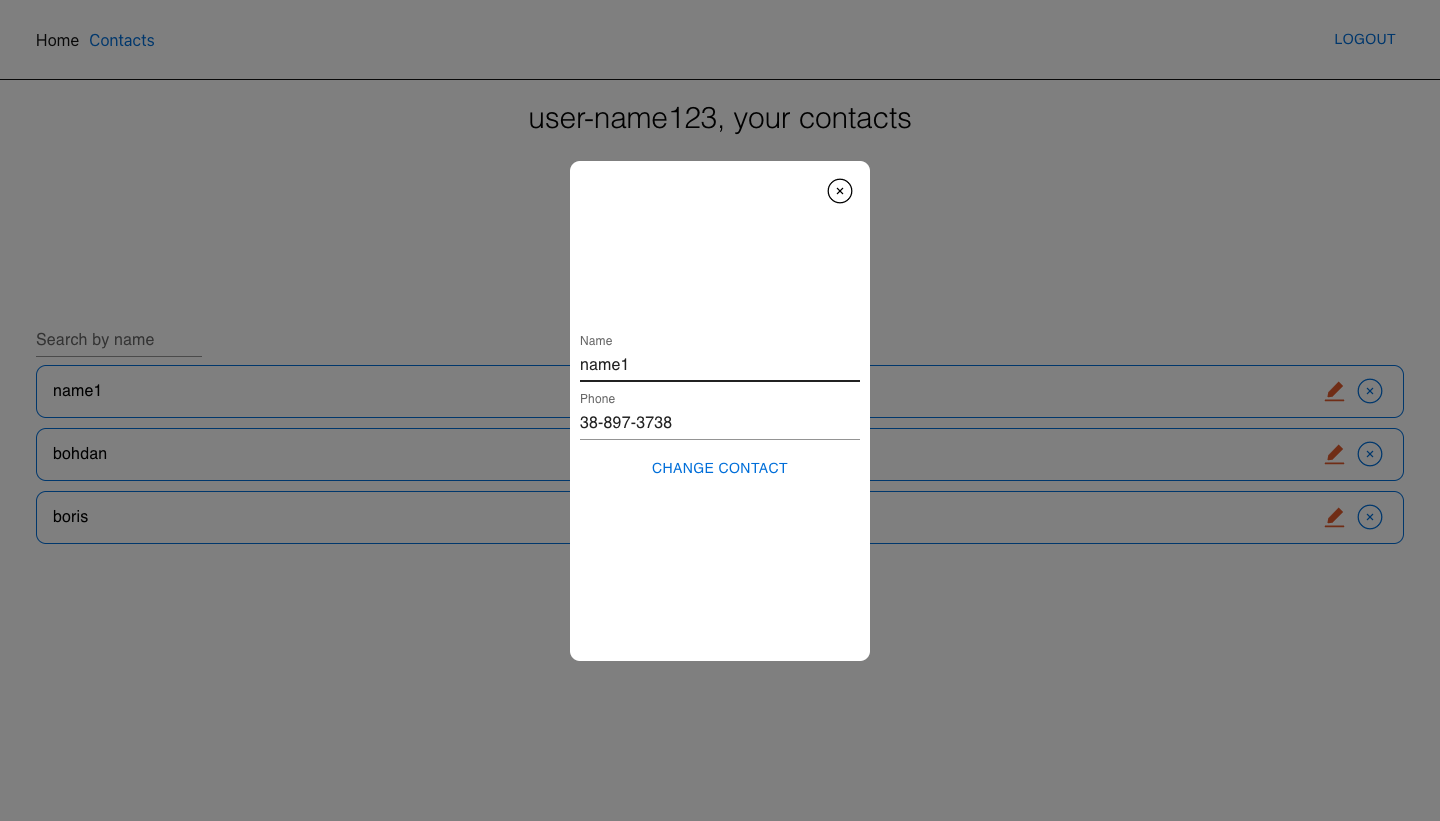 Home Contacts LOGOUT
user-name123, your contacts
Search by name
name1
bohdan
boris
Name
name1
Phone
38-897-3738
CHANGE CONTACT